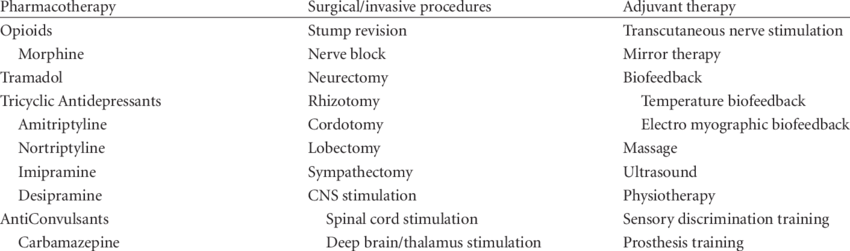 Pharmacotherapy Surgical/invasive procedures Adjuvant therapy
Opioids Stump revision Transcutaneous nerve stimulation
Morphine Nerve block Mirror therapy
Tramadol Neurectomy Biofeedback
Tricyclic Antidepressants Rhizotomy Temperature biofeedback
Amitriptyline Cordotomy Electro myographic biofeedback
Nortriptyline Lobectomy Massage
Imipramine Sympathectomy Ultrasound
Desipramine CNS stimulation Physiotherapy
AntiConvulsants Spinal cord stimulation Sensory discrimination training
Carbamazepine Deep brain/thalamus stimulation Prosthesis training